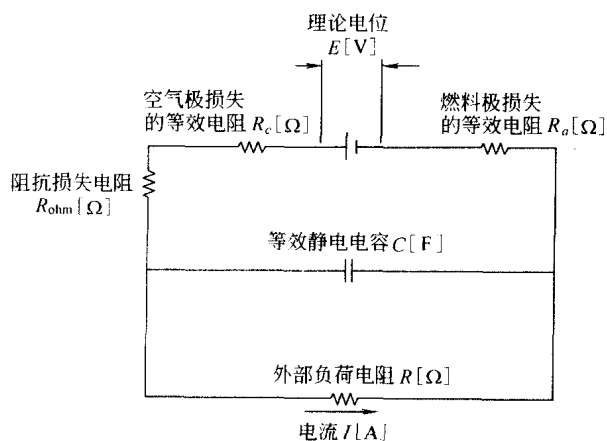 理论电位
E[V]
空气极损失
的等效电阻 Rc[Ω]
燃料极损失
的等效电阻 Ra[Ω]
阻抗损失电阻
Rohm[Ω]
等效静电电容 C[F]
外部负荷电阻 R[Ω]
电流 I[A]